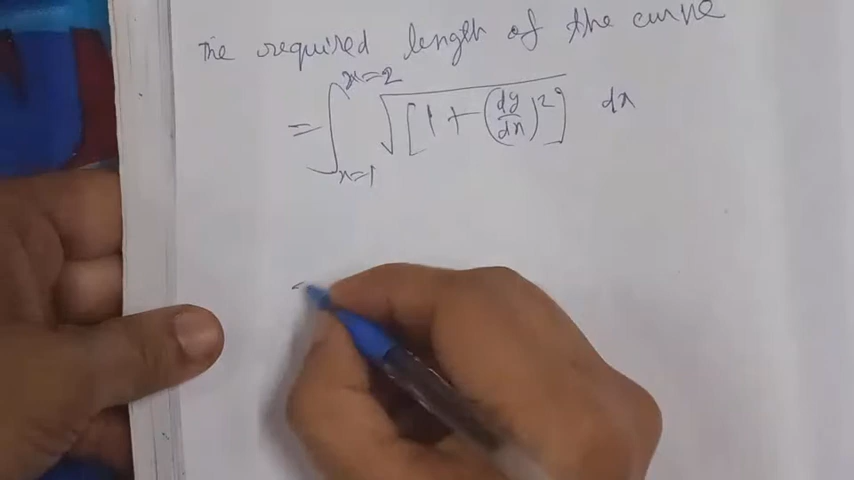 The required length of the curve
= ∫_{x=1}^{x=2} √[1 + (dy/dx)²] dx